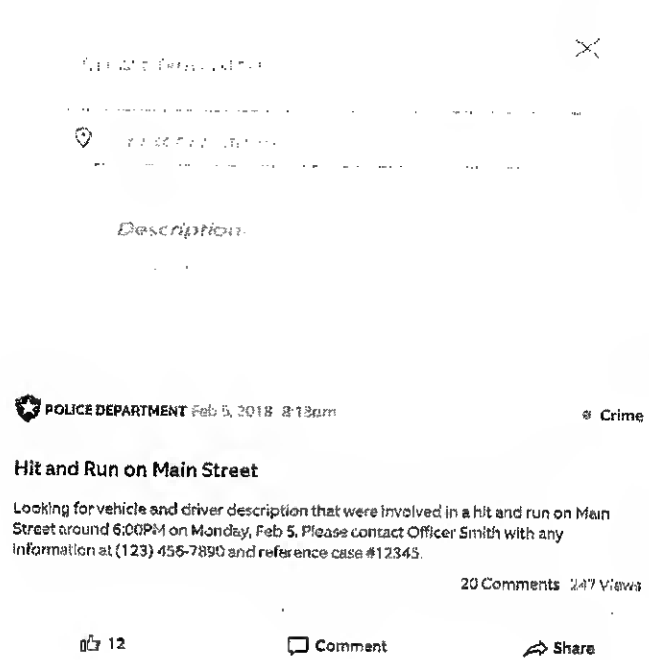 Description
POLICE DEPARTMENT Feb 5, 2018 8:13am
Crime
Hit and Run on Main Street
Looking for vehicle and driver description that were involved in a hit and run on Main
Street around 6:00PM on Monday, Feb 5. Please contact Officer Smith with any
information at (123) 456-7890 and reference case #12345.
20 Comments 247 Views
12
Comment
Share